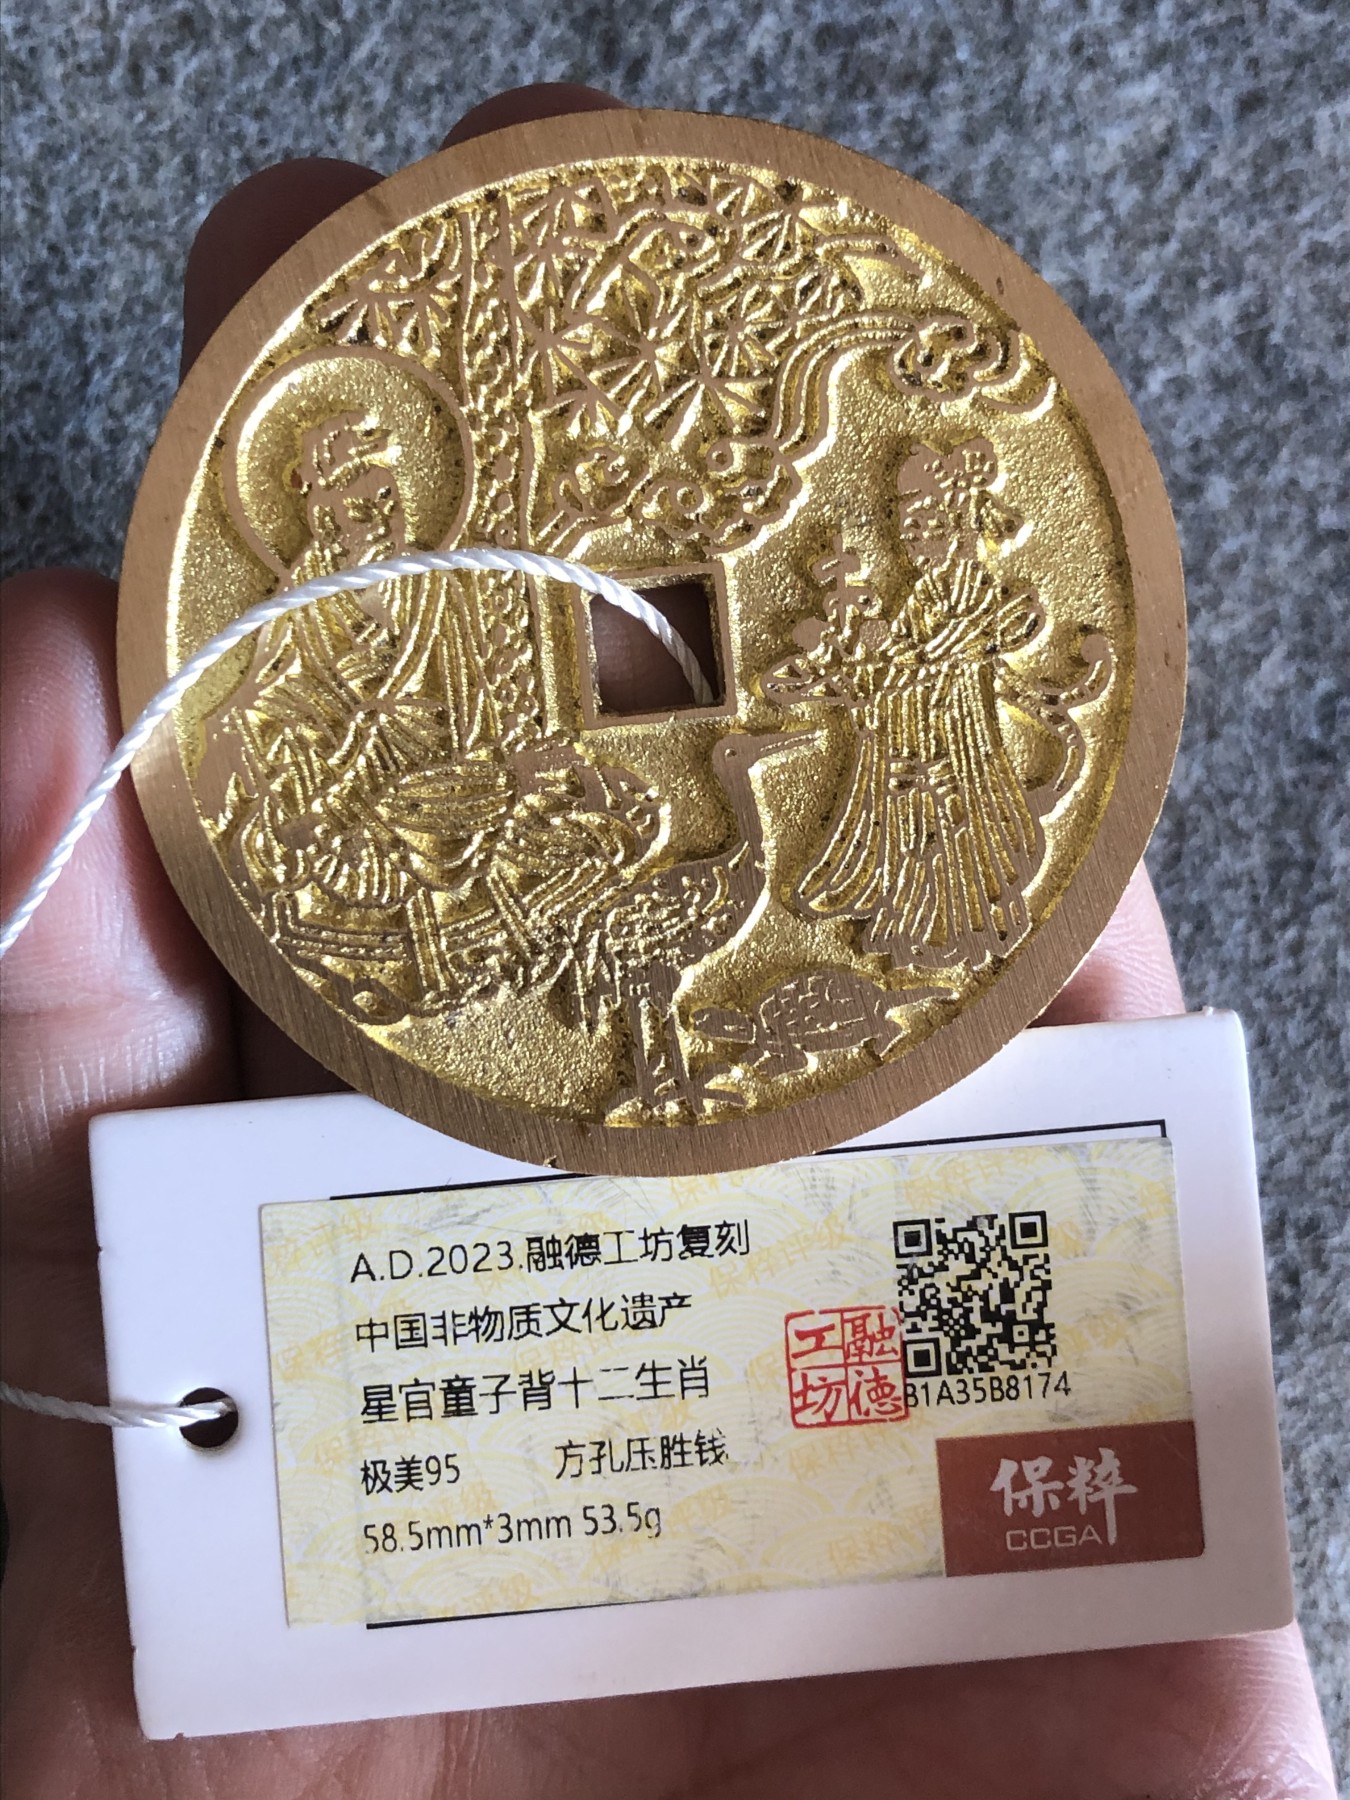 A.D.2023.融德工坊复刻
中国非物质文化遗产
星官童子背十二生肖
极美95 方孔压胜钱
58.5mm*3mm 53.5g
融德工坊
B1A35B8174
保粹
CCGA